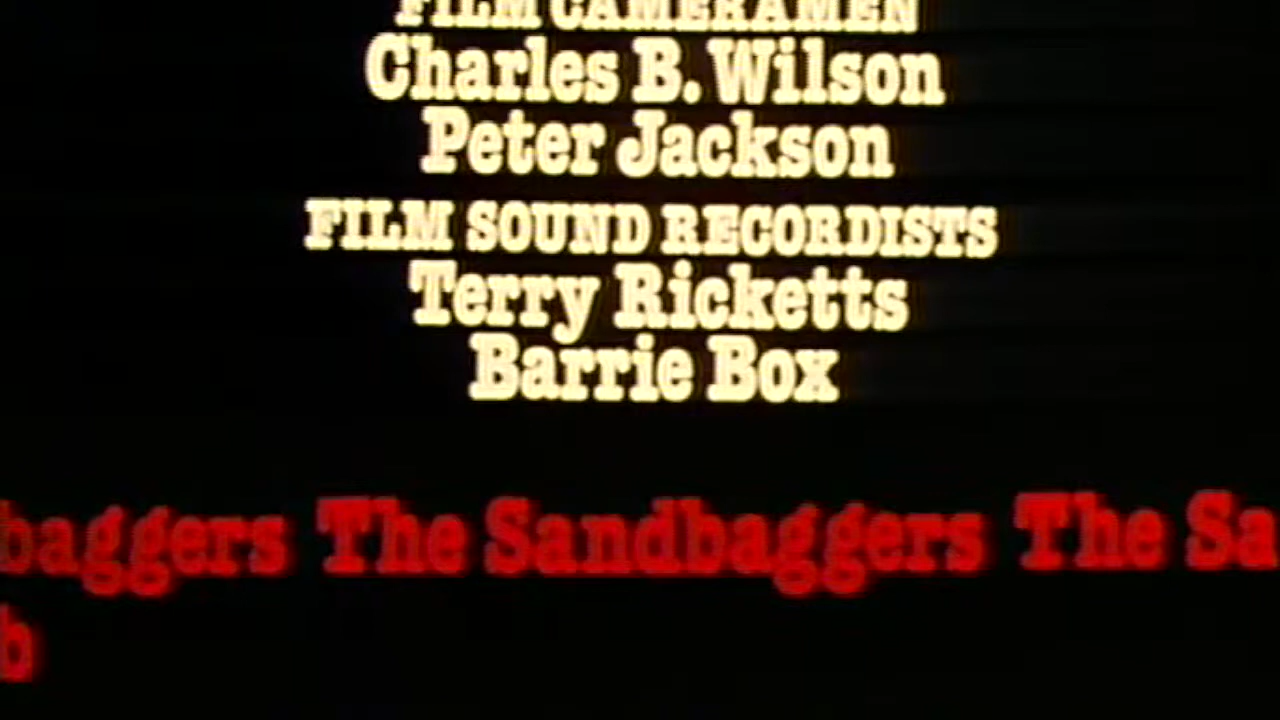 FILM CAMERAMEN
Charles B. Wilson
Peter Jackson
FILM SOUND RECORDISTS
Terry Ricketts
Barrie Box
baggers The Sandbaggers The Sa
b